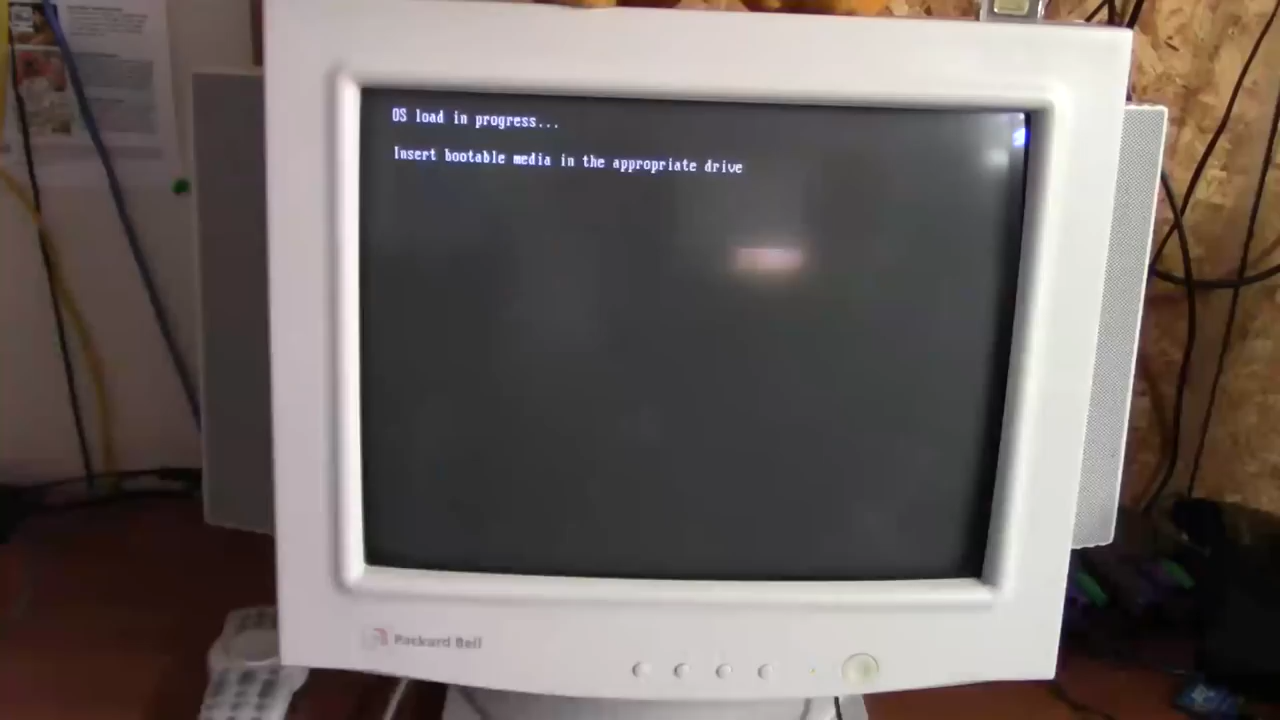 OS load in progress...
Insert bootable media in the appropriate drive
Packard Bell